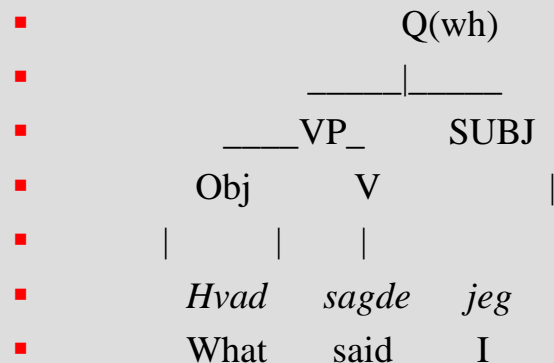 Q(wh)
_____|_____
____VP_ SUBJ
Obj V |
| | |
Hvad sagde jeg
What said I